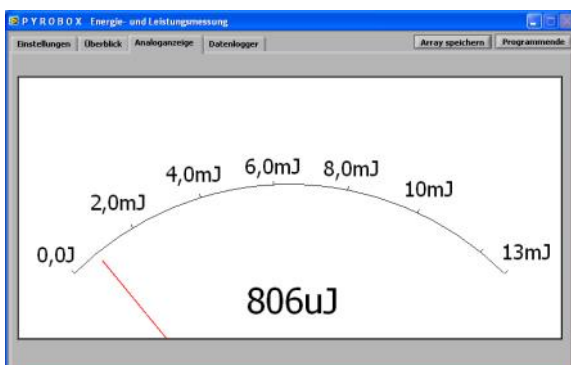 PYROBOX Energie- und Leistungsmessung
Einstellungen Überblick Analoganzeige Datenlogger Array speichern Programmende
6,0mJ
4,0mJ 8,0mJ
2,0mJ 10mJ
0,0J 13mJ
806uJ